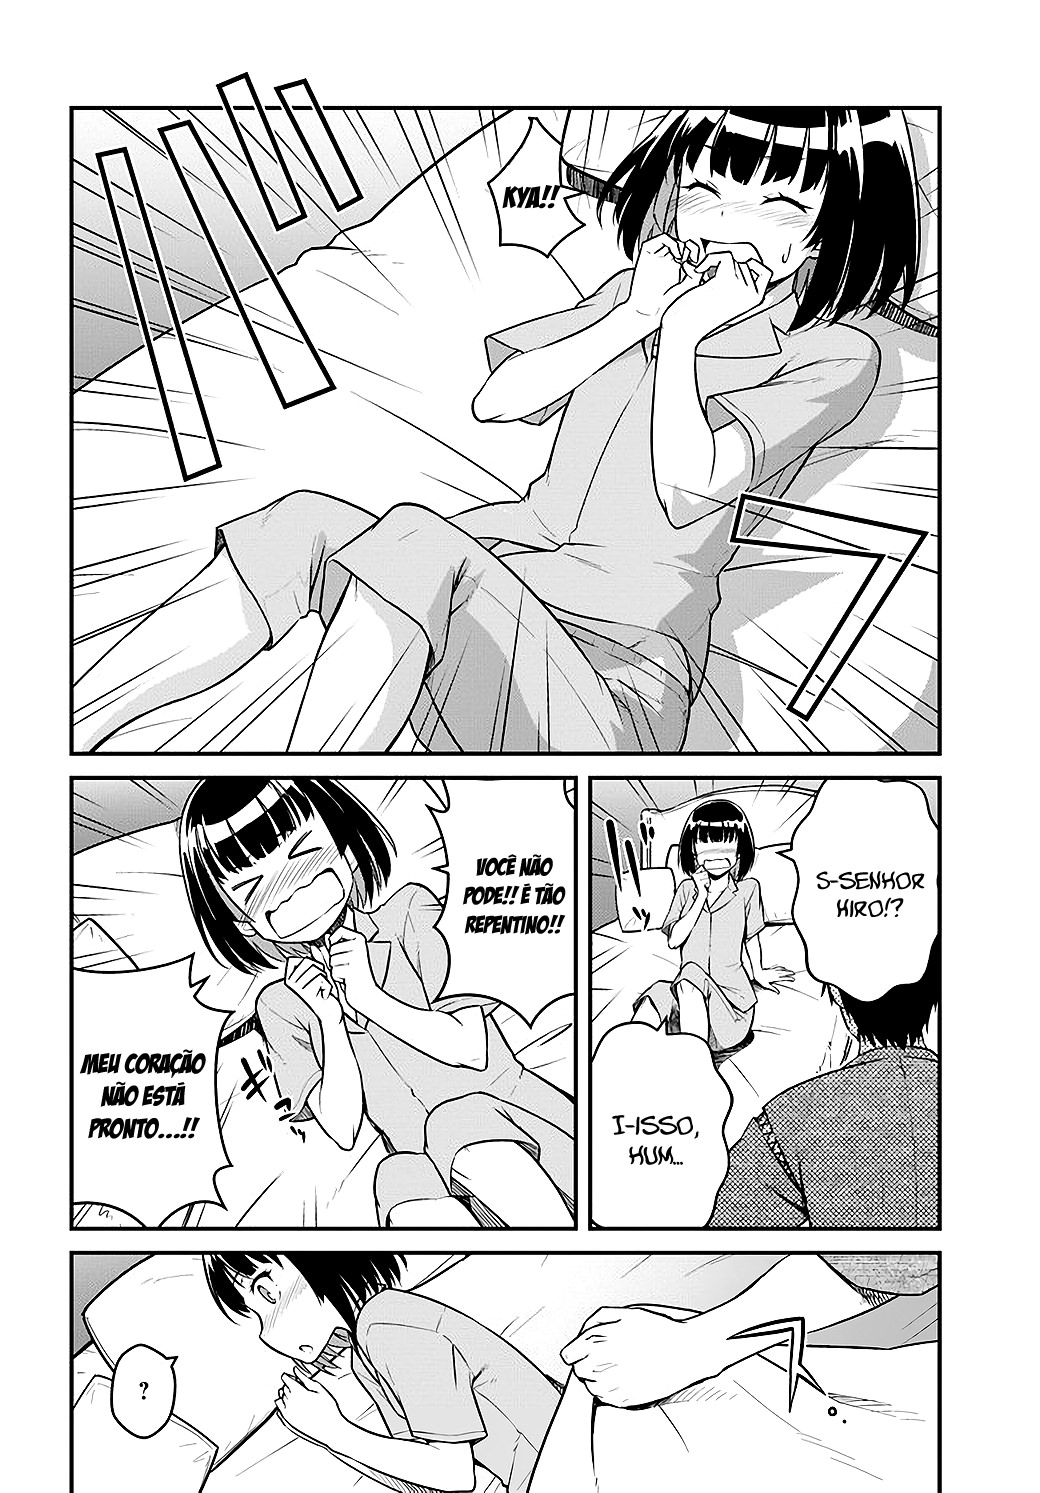 KYA!!
S-SENHOR
HIRO!?
I-ISSO,
HUM...
VOCÊ NÃO
PODE!! É TÃO
REPENTINO!!
MEU CORAÇÃO
NÃO ESTÁ
PRONTO...!!
?